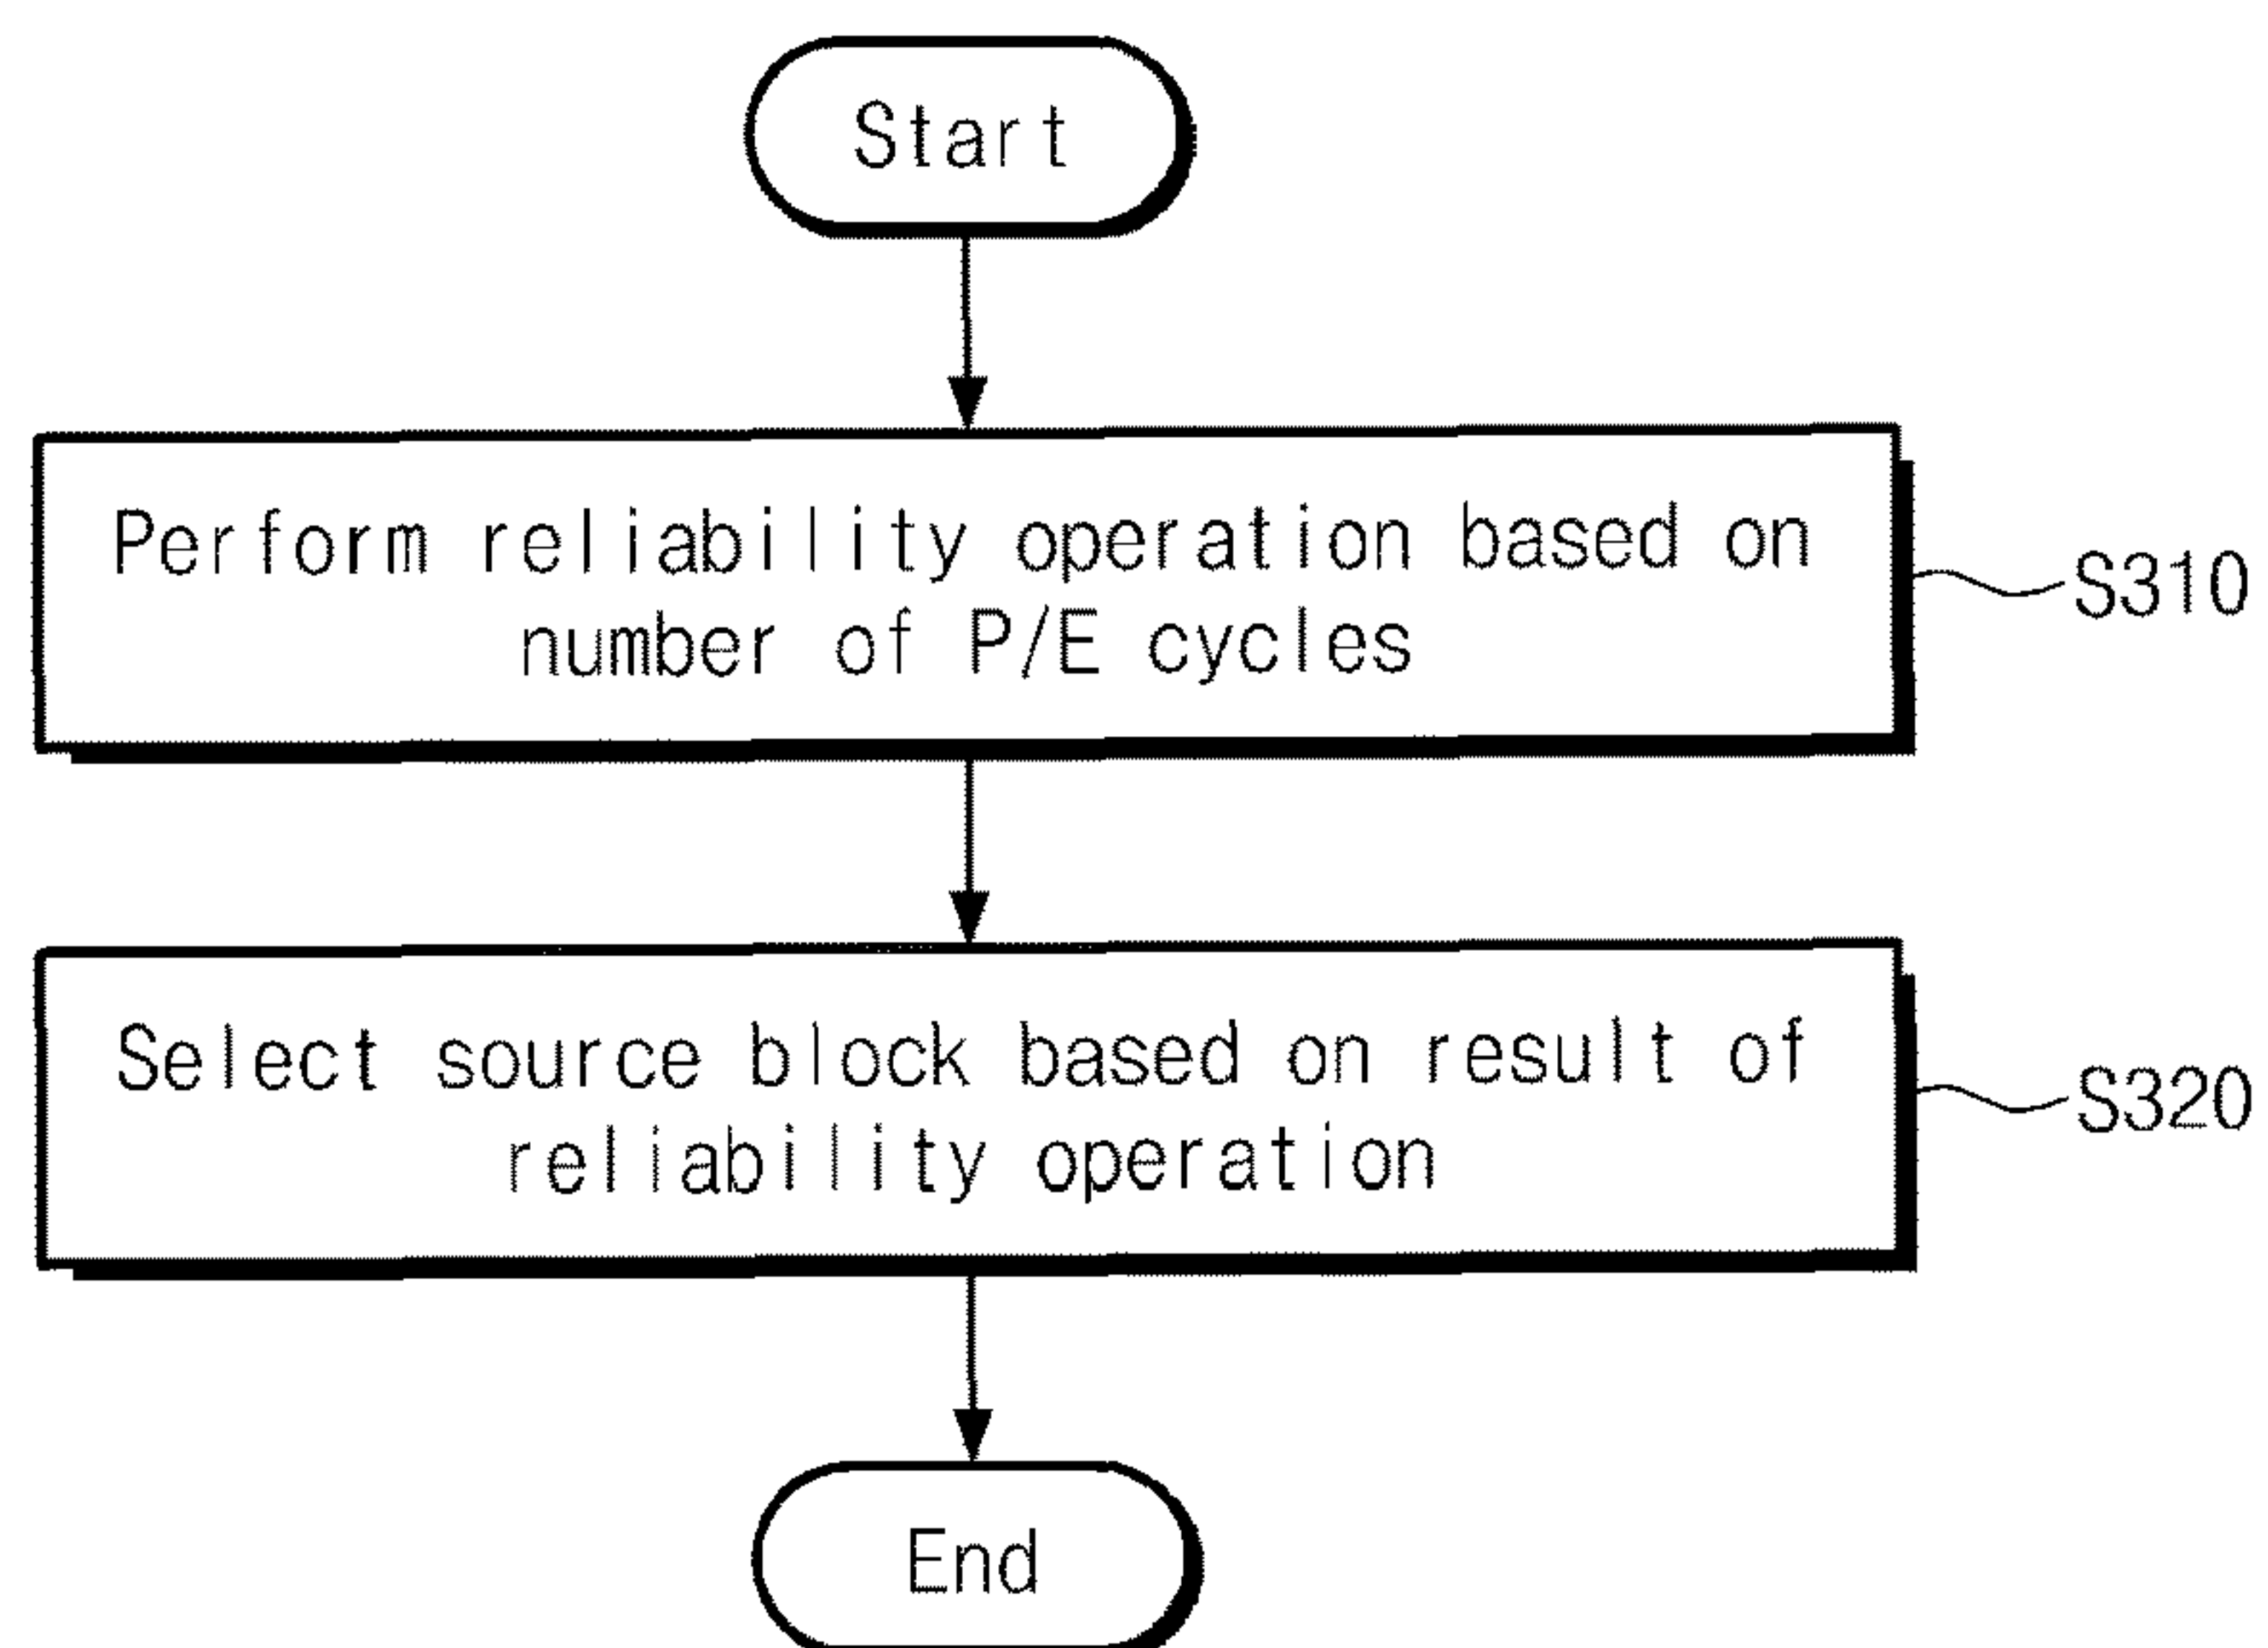 Start
Perform reliability operation based on
number of P/E cycles
S310
Select source block based on result of
reliability operation
S320
End